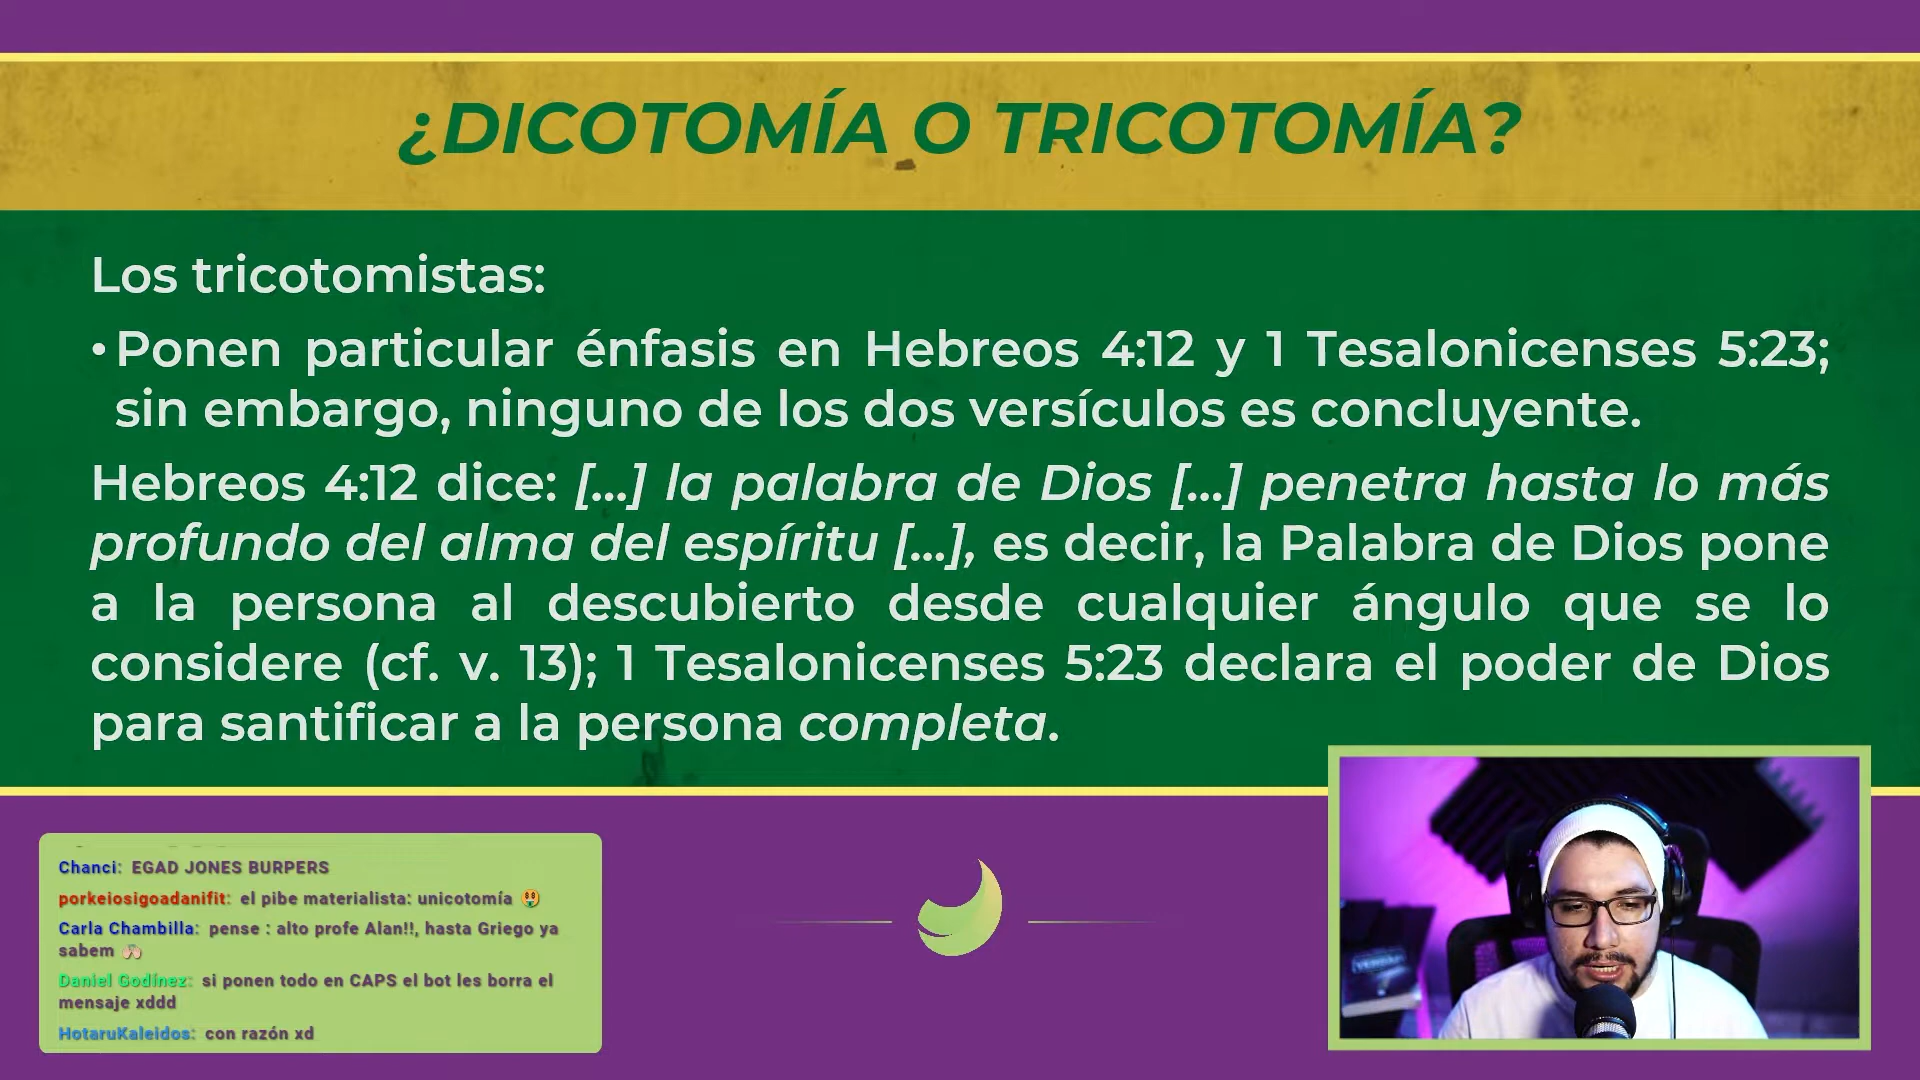 ¿DICOTOMÍA O TRICOTOMÍA?
Los tricotomistas:
• Ponen particular énfasis en Hebreos 4:12 y 1 Tesalonicenses 5:23;
sin embargo, ninguno de los dos versículos es concluyente.
Hebreos 4:12 dice: [...] la palabra de Dios [...] penetra hasta lo más
profundo del alma del espíritu [...], es decir, la Palabra de Dios pone
a la persona al descubierto desde cualquier ángulo que se lo
considere (cf. v. 13); 1 Tesalonicenses 5:23 declara el poder de Dios
para santificar a la persona completa.
Chanci: EGAD JONES BURPERS
porkeiosigoadanifit: el pibe materialista: unicotomía 🤑
Carla Chambilla: pense : alto profe Alan!!, hasta Griego ya
sabem 👏🏻
Daniel Godínez: si ponen todo en CAPS el bot les borra el
mensaje xddd
HotaruKaleidos: con razón xd